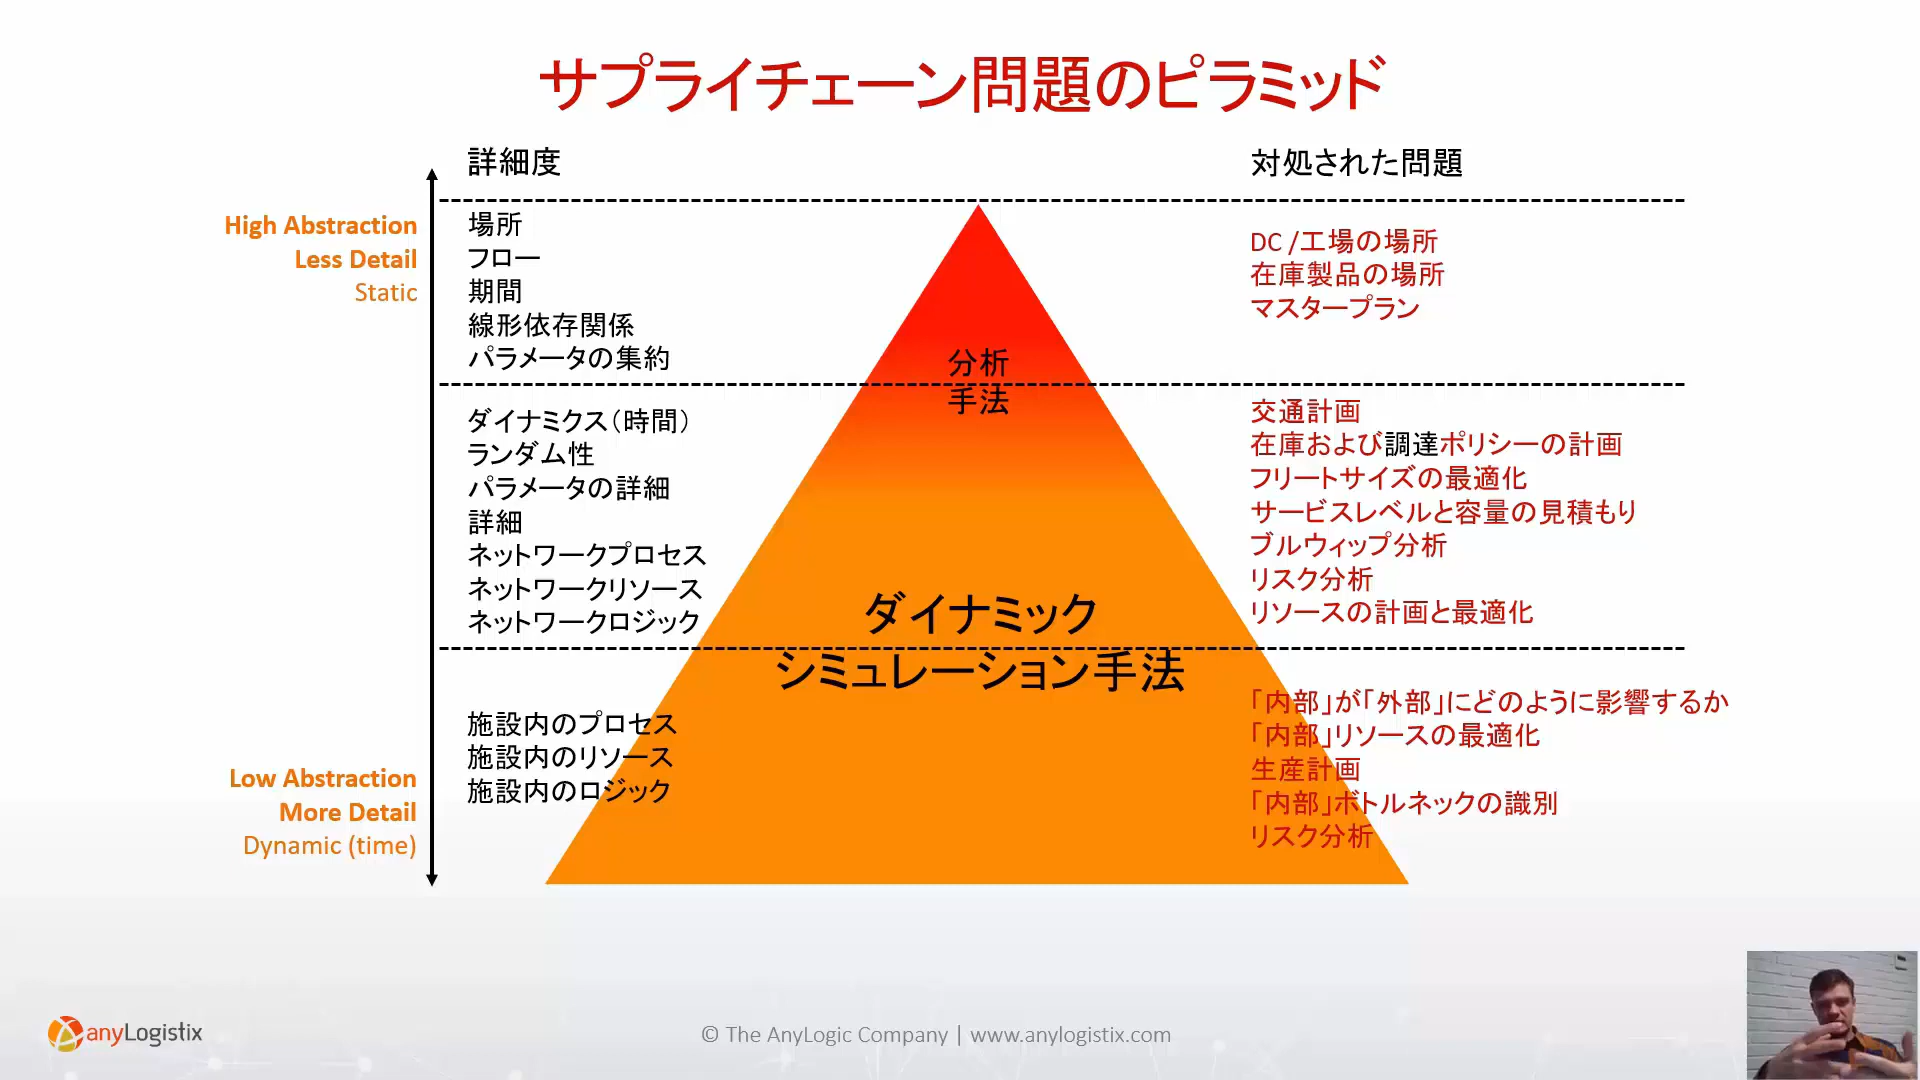 サプライチェーン問題のピラミッド
詳細度
対処された問題
High Abstraction
Less Detail
Static
場所
フロー
期間
線形依存関係
パラメータの集約
DC /工場の場所
在庫製品の場所
マスタープラン
分析
手法
ダイナミクス（時間）
ランダム性
パラメータの詳細
詳細
ネットワークプロセス
ネットワークリソース
ネットワークロジック
交通計画
在庫および調達ポリシーの計画
フリートサイズの最適化
サービスレベルと容量の見積もり
ブルウィップ分析
リスク分析
リソースの計画と最適化
ダイナミック
シミュレーション手法
施設内のプロセス
施設内のリソース
施設内のロジック
「内部」が「外部」にどのように影響するか
「内部」リソースの最適化
生産計画
「内部」ボトルネックの識別
リスク分析
Low Abstraction
More Detail
Dynamic (time)
anyLogistix
© The AnyLogic Company | www.anylogistix.com